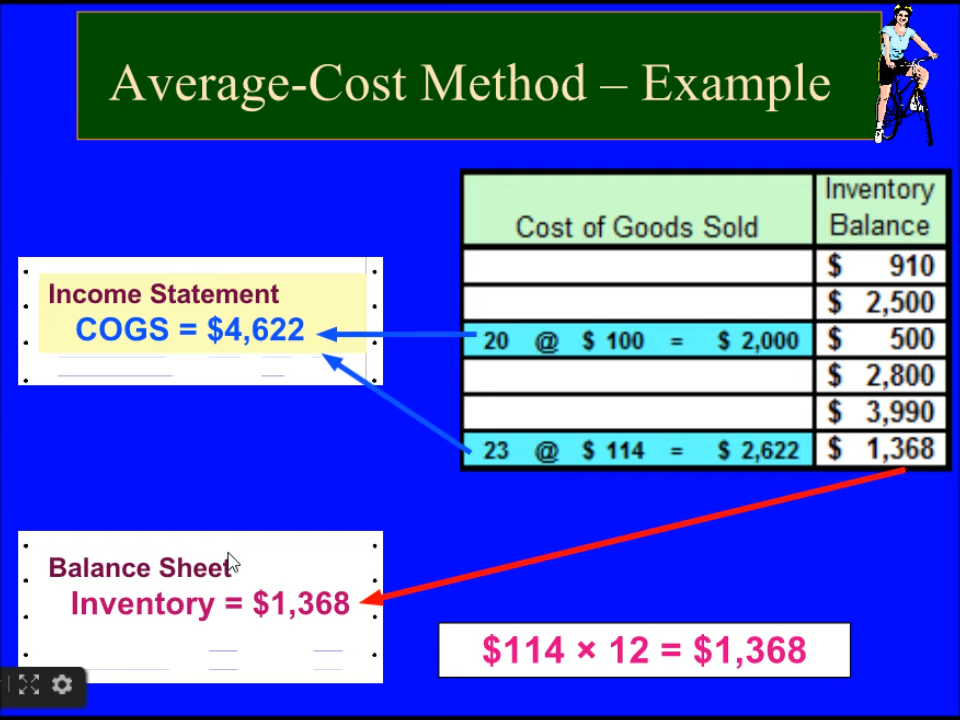 Average-Cost Method – Example
Cost of Goods Sold
Inventory
Balance
$ 910
$ 2,500
20 @ $ 100 = $ 2,000 $ 500
$ 2,800
$ 3,990
23 @ $ 114 = $ 2,622 $ 1,368
Income Statement
COGS = $4,622
Balance Sheet
Inventory = $1,368
$114 × 12 = $1,368